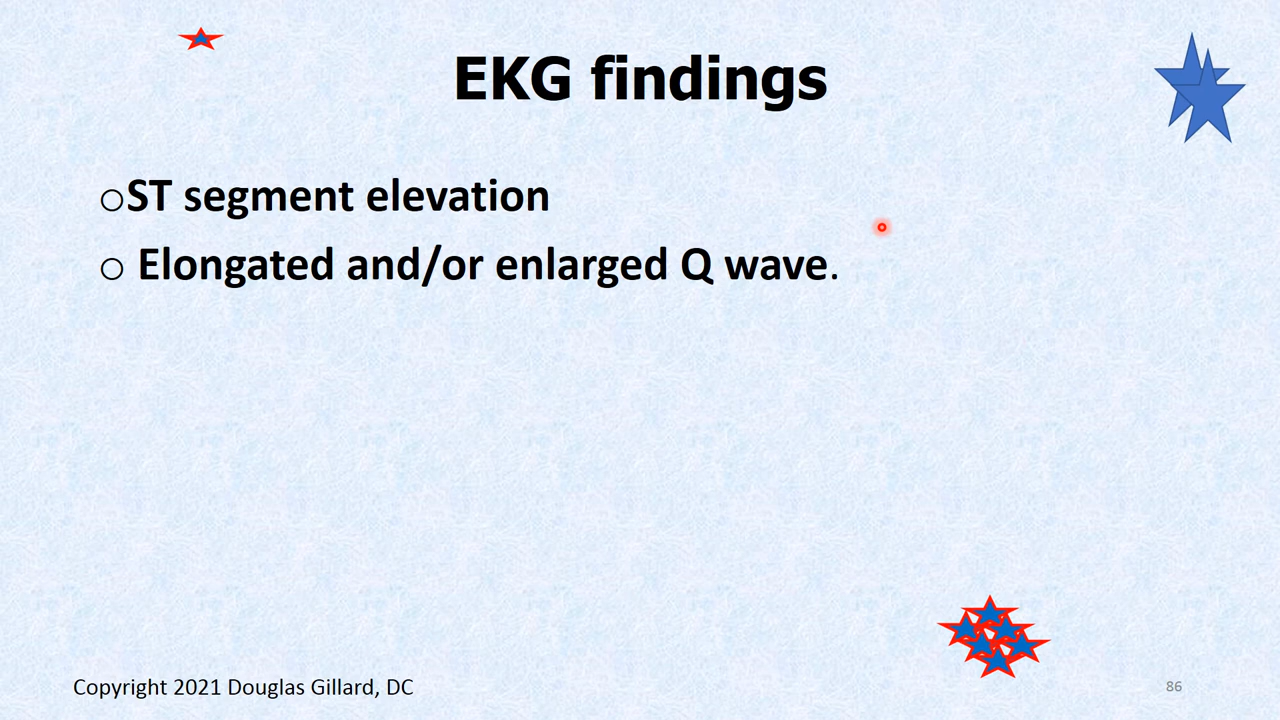 EKG findings
ST segment elevation
Elongated and/or enlarged Q wave.
Copyright 2021 Douglas Gillard, DC
86